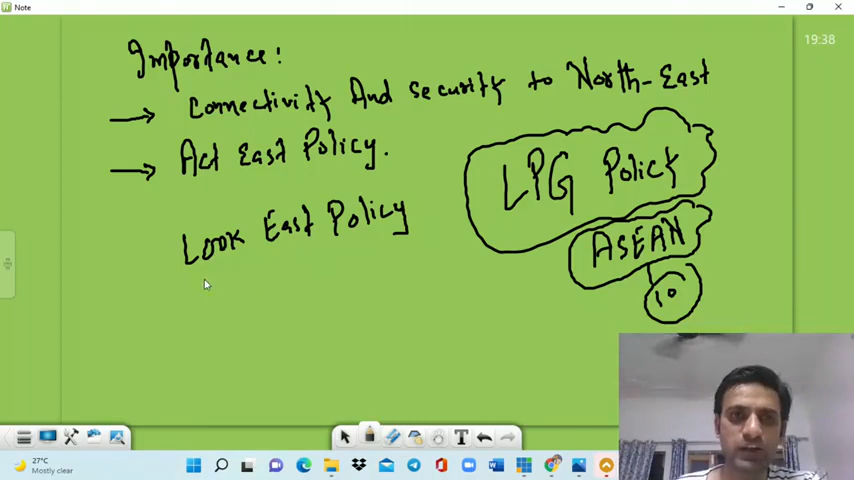 Note
19:38
Importance:
→ Connectivity And Security to North-East
→ Act East Policy.
Look East Policy
LPG Policy
ASEAN
10
27°C
Mostly clear